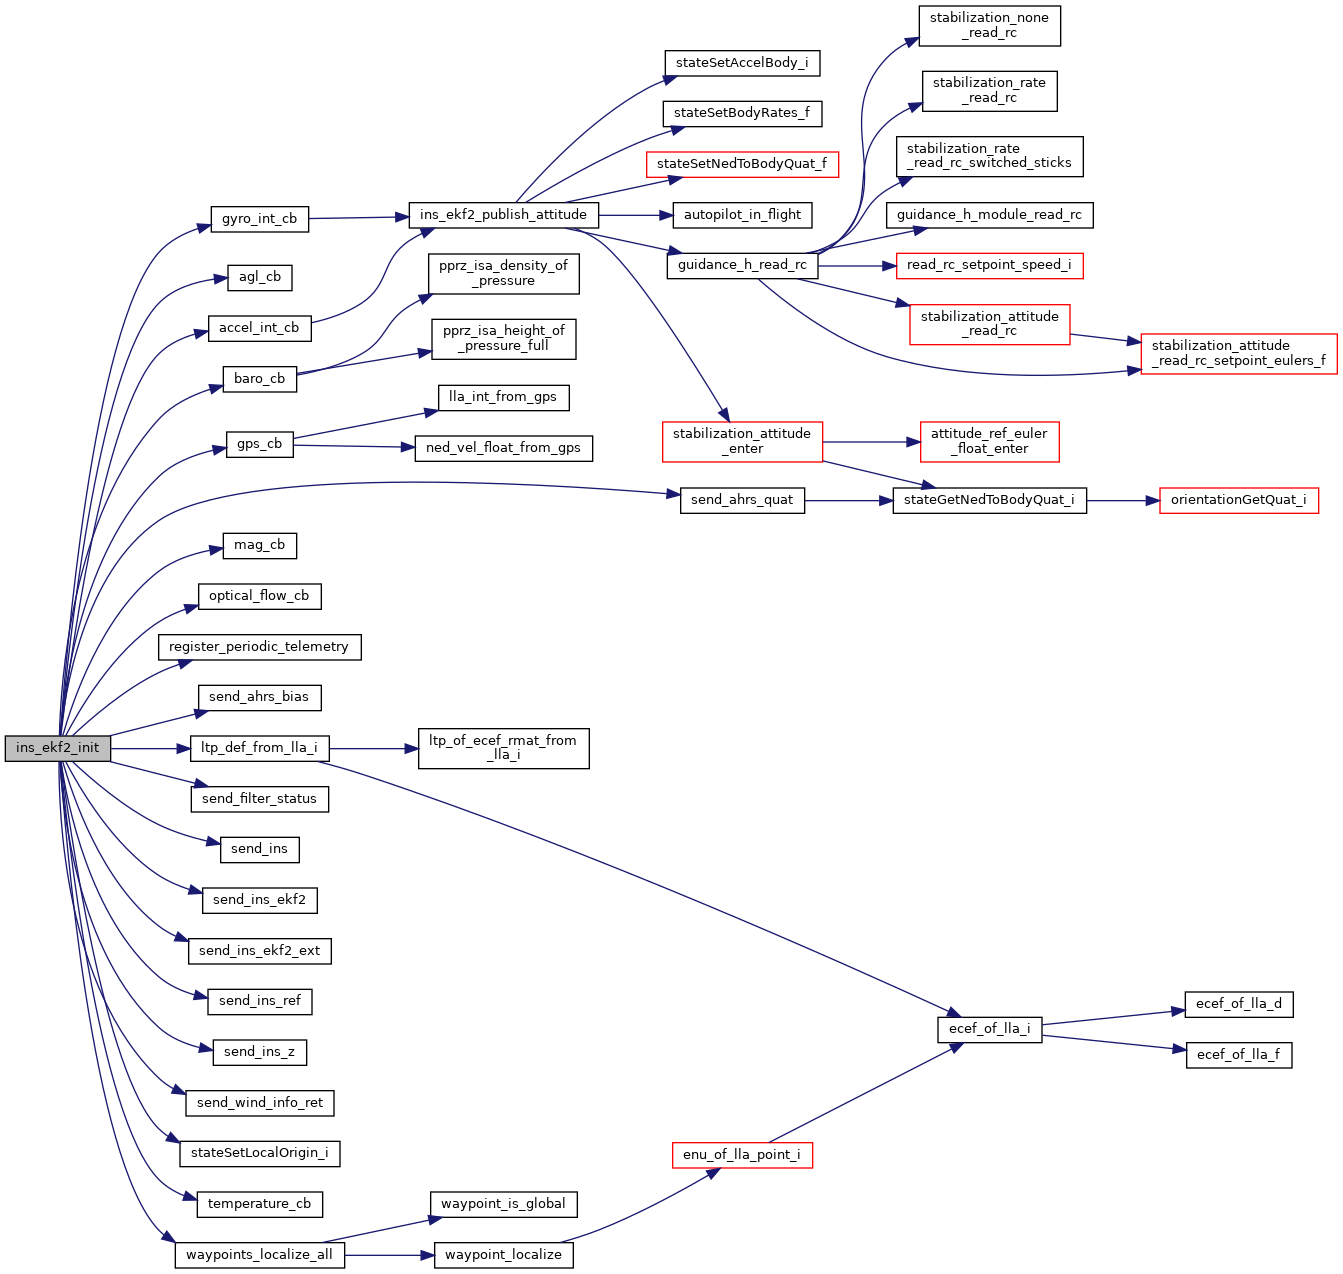 stabilization_none
_read_rc
stateSetAccelBody_i
stabilization_rate
_read_rc
stateSetBodyRates_f
stabilization_rate
_read_rc_switched_sticks
stateSetNedToBodyQuat_f
gyro_int_cb
ins_ekf2_publish_attitude
autopilot_in_flight
guidance_h_module_read_rc
guidance_h_read_rc
read_rc_setpoint_speed_i
agl_cb
pprz_isa_density_of
_pressure
accel_int_cb
pprz_isa_height_of
_pressure_full
stabilization_attitude
_read_rc
stabilization_attitude
_read_rc_setpoint_eulers_f
baro_cb
lla_int_from_gps
gps_cb
ned_vel_float_from_gps
stabilization_attitude
_enter
attitude_ref_euler
_float_enter
send_ahrs_quat
stateGetNedToBodyQuat_i
orientationGetQuat_i
mag_cb
optical_flow_cb
register_periodic_telemetry
send_ahrs_bias
ins_ekf2_init
ltp_def_from_lla_i
ltp_of_ecef_rmat_from
_lla_i
send_filter_status
send_ins
send_ins_ekf2
send_ins_ekf2_ext
send_ins_ref
ecef_of_lla_d
ecef_of_lla_i
send_ins_z
ecef_of_lla_f
send_wind_info_ret
stateSetLocalOrigin_i
enu_of_lla_point_i
temperature_cb
waypoint_is_global
waypoints_localize_all
waypoint_localize